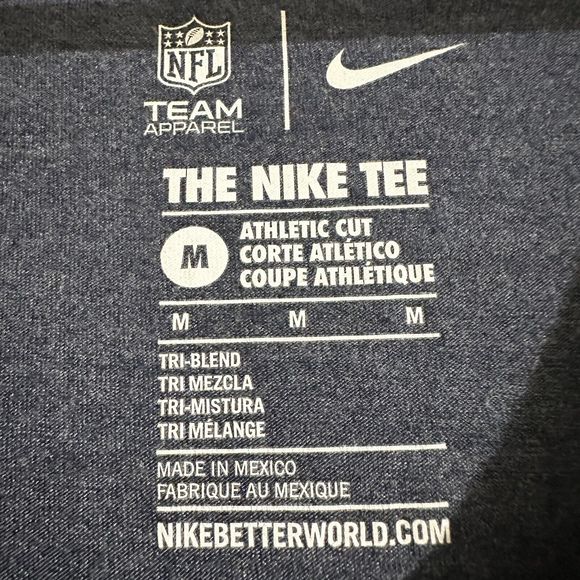 NFL
TEAM
APPAREL
THE NIKE TEE
M
ATHLETIC CUT
CORTE ATLÉTICO
COUPE ATHLÉTIQUE
M M M
TRI-BLEND
TRI MEZCLA
TRI-MISTURA
TRI MÉLANGE
MADE IN MEXICO
FABRIQUE AU MEXIQUE
NIKEBETTERWORLD.COM